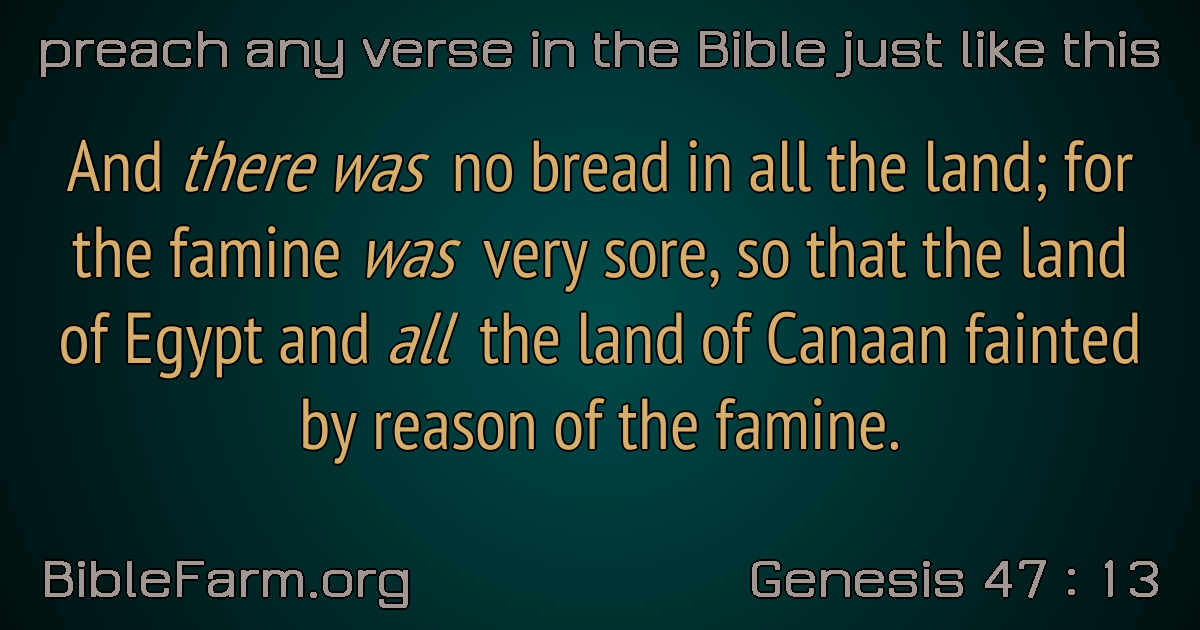 preach any verse in the Bible just like this
And there was no bread in all the land; for
the famine was very sore, so that the land
of Egypt and all the land of Canaan fainted
by reason of the famine.
BibleFarm.org
Genesis 47 : 13